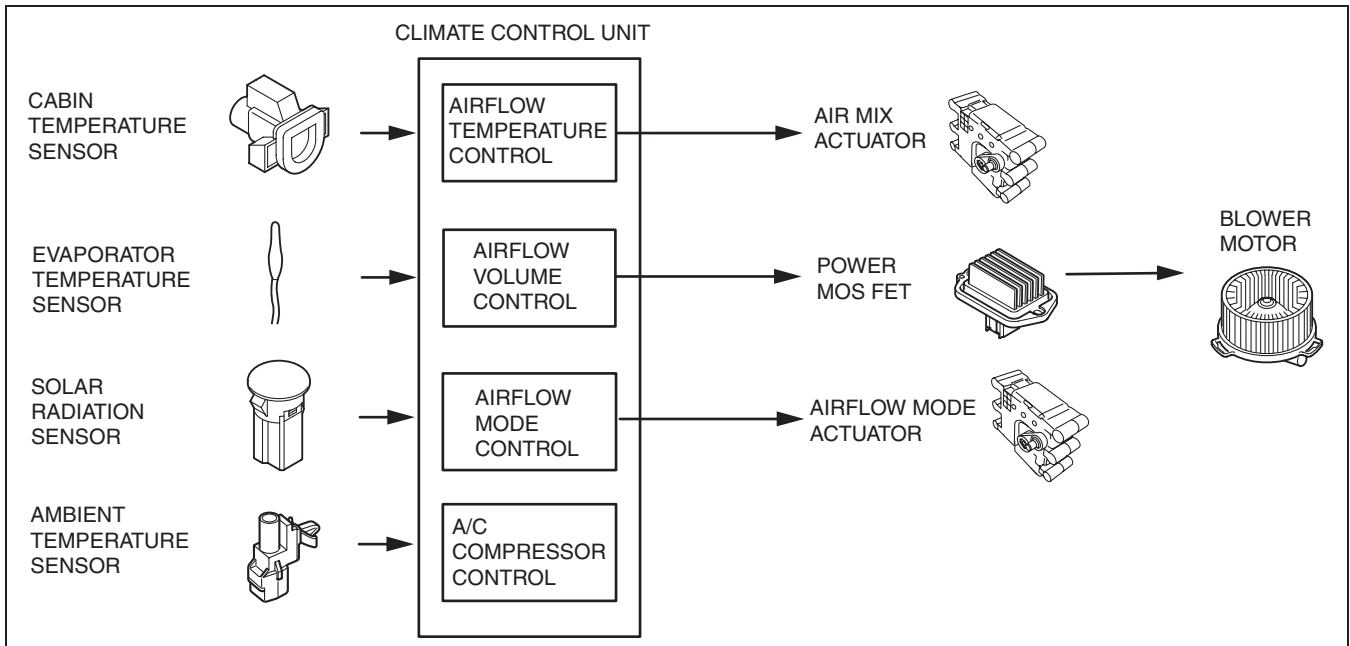 CLIMATE CONTROL UNIT
CABIN
TEMPERATURE
SENSOR
AIRFLOW
TEMPERATURE
CONTROL
AIR MIX
ACTUATOR
EVAPORATOR
TEMPERATURE
SENSOR
AIRFLOW
VOLUME
CONTROL
POWER
MOS FET
BLOWER
MOTOR
SOLAR
RADIATION
SENSOR
AIRFLOW
MODE
CONTROL
AIRFLOW MODE
ACTUATOR
AMBIENT
TEMPERATURE
SENSOR
A/C
COMPRESSOR
CONTROL